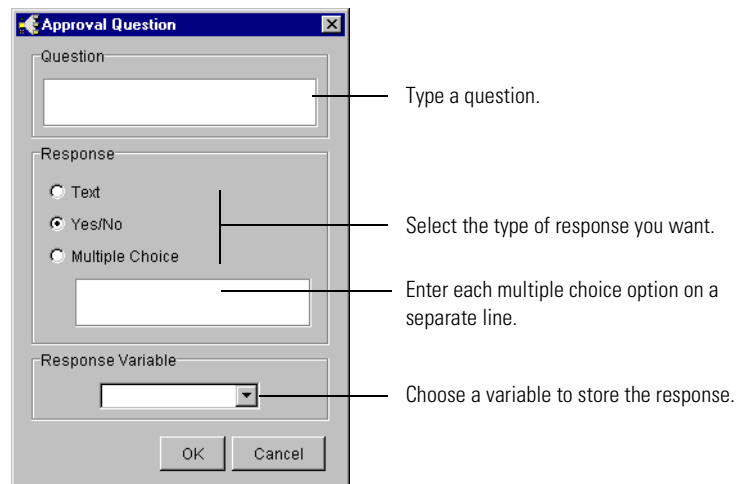 Approval Question
Question
Type a question.
Response
Text
Yes/No
Select the type of response you want.
Multiple Choice
Enter each multiple choice option on a
separate line.
Response Variable
Choose a variable to store the response.
OK
Cancel